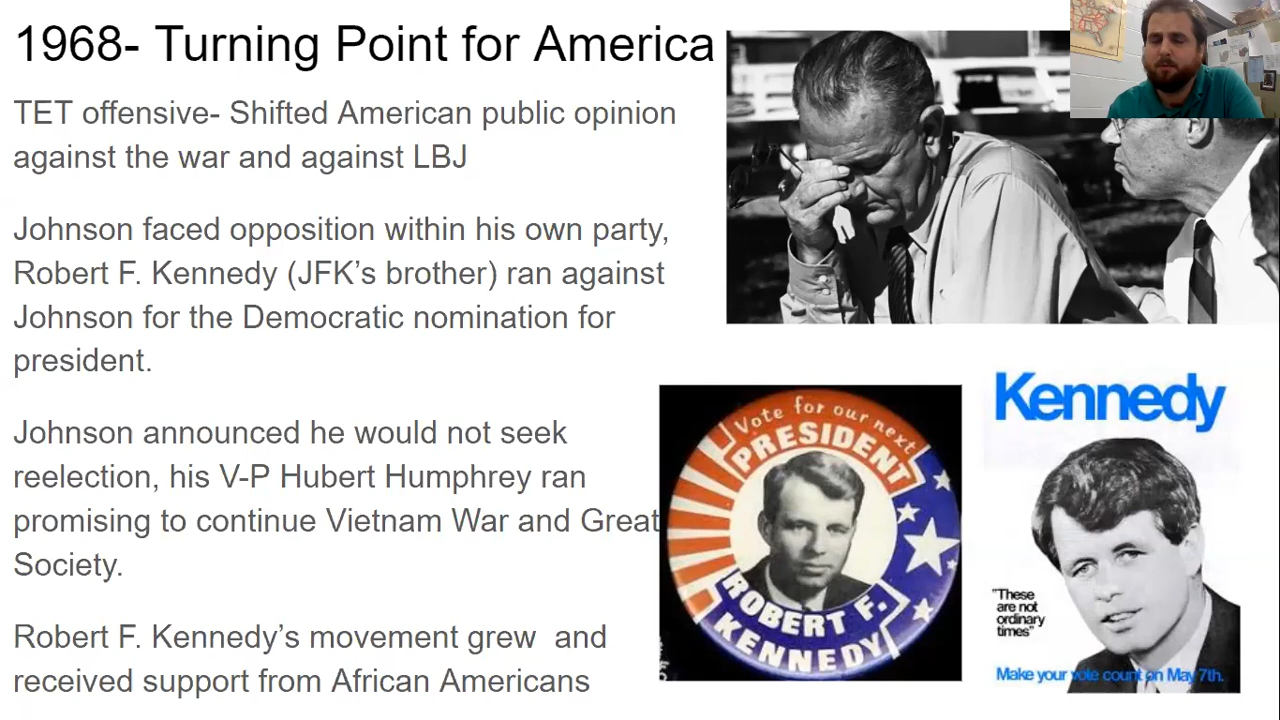 1968- Turning Point for America
TET offensive- Shifted American public opinion
against the war and against LBJ
Johnson faced opposition within his own party,
Robert F. Kennedy (JFK’s brother) ran against
Johnson for the Democratic nomination for
president.
Johnson announced he would not seek
reelection, his V-P Hubert Humphrey ran
promising to continue Vietnam War and Great
Society.
Robert F. Kennedy’s movement grew and
received support from African Americans
Vote for our next
PRESIDENT
ROBERT F.
KENNEDY
Kennedy
"These
are not
ordinary
times"
Make your vote count on May 7th.